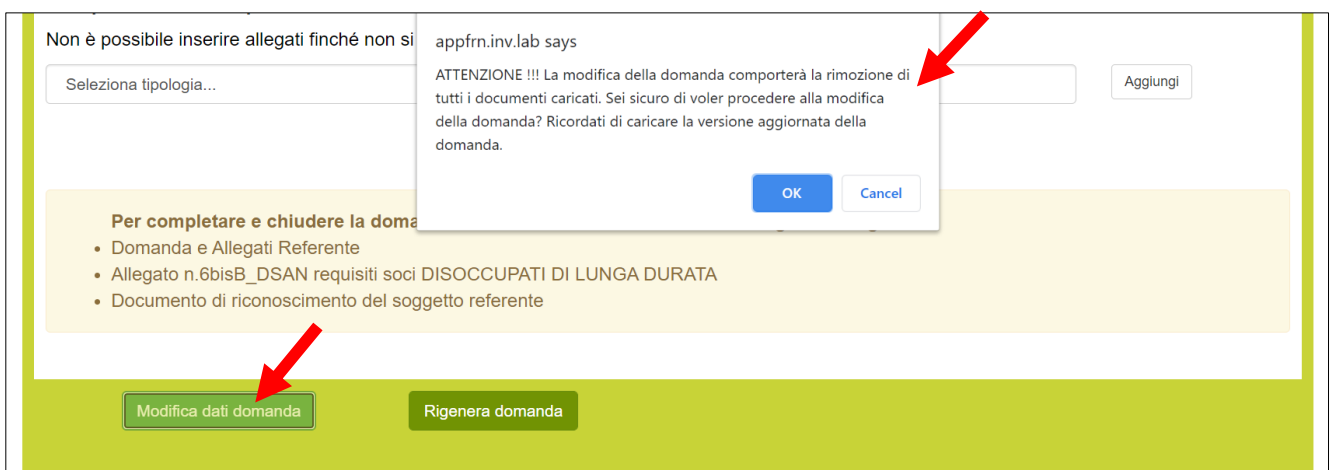 Non è possibile inserire allegati finché non si
appfrn.inv.lab says
ATTENZIONE !!! La modifica della domanda comporterà la rimozione di
tutti i documenti caricati. Sei sicuro di voler procedere alla modifica
della domanda? Ricordati di caricare la versione aggiornata della
domanda.
OK
Cancel
Seleziona tipologia...
Aggiungi
Per completare e chiudere la doma
Domanda e Allegati Referente
Allegato n.6bisB_DSAN requisiti soci DISOCCUPATI DI LUNGA DURATA
Documento di riconoscimento del soggetto referente
Modifica dati domanda
Rigenera domanda